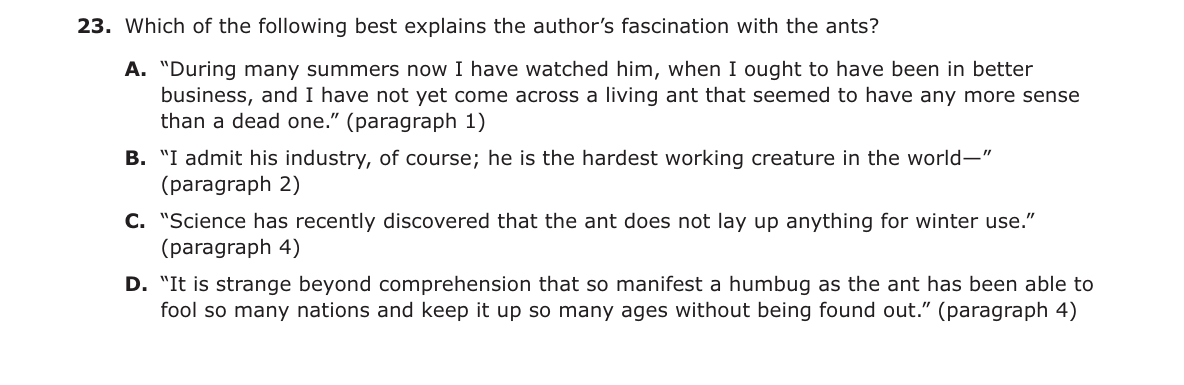 23. Which of the following best explains the author’s fascination with the ants?
A. “During many summers now I have watched him, when I ought to have been in better
business, and I have not yet come across a living ant that seemed to have any more sense
than a dead one.” (paragraph 1)
B. “I admit his industry, of course; he is the hardest working creature in the world—”
(paragraph 2)
C. “Science has recently discovered that the ant does not lay up anything for winter use.”
(paragraph 4)
D. “It is strange beyond comprehension that so manifest a humbug as the ant has been able to
fool so many nations and keep it up so many ages without being found out.” (paragraph 4)